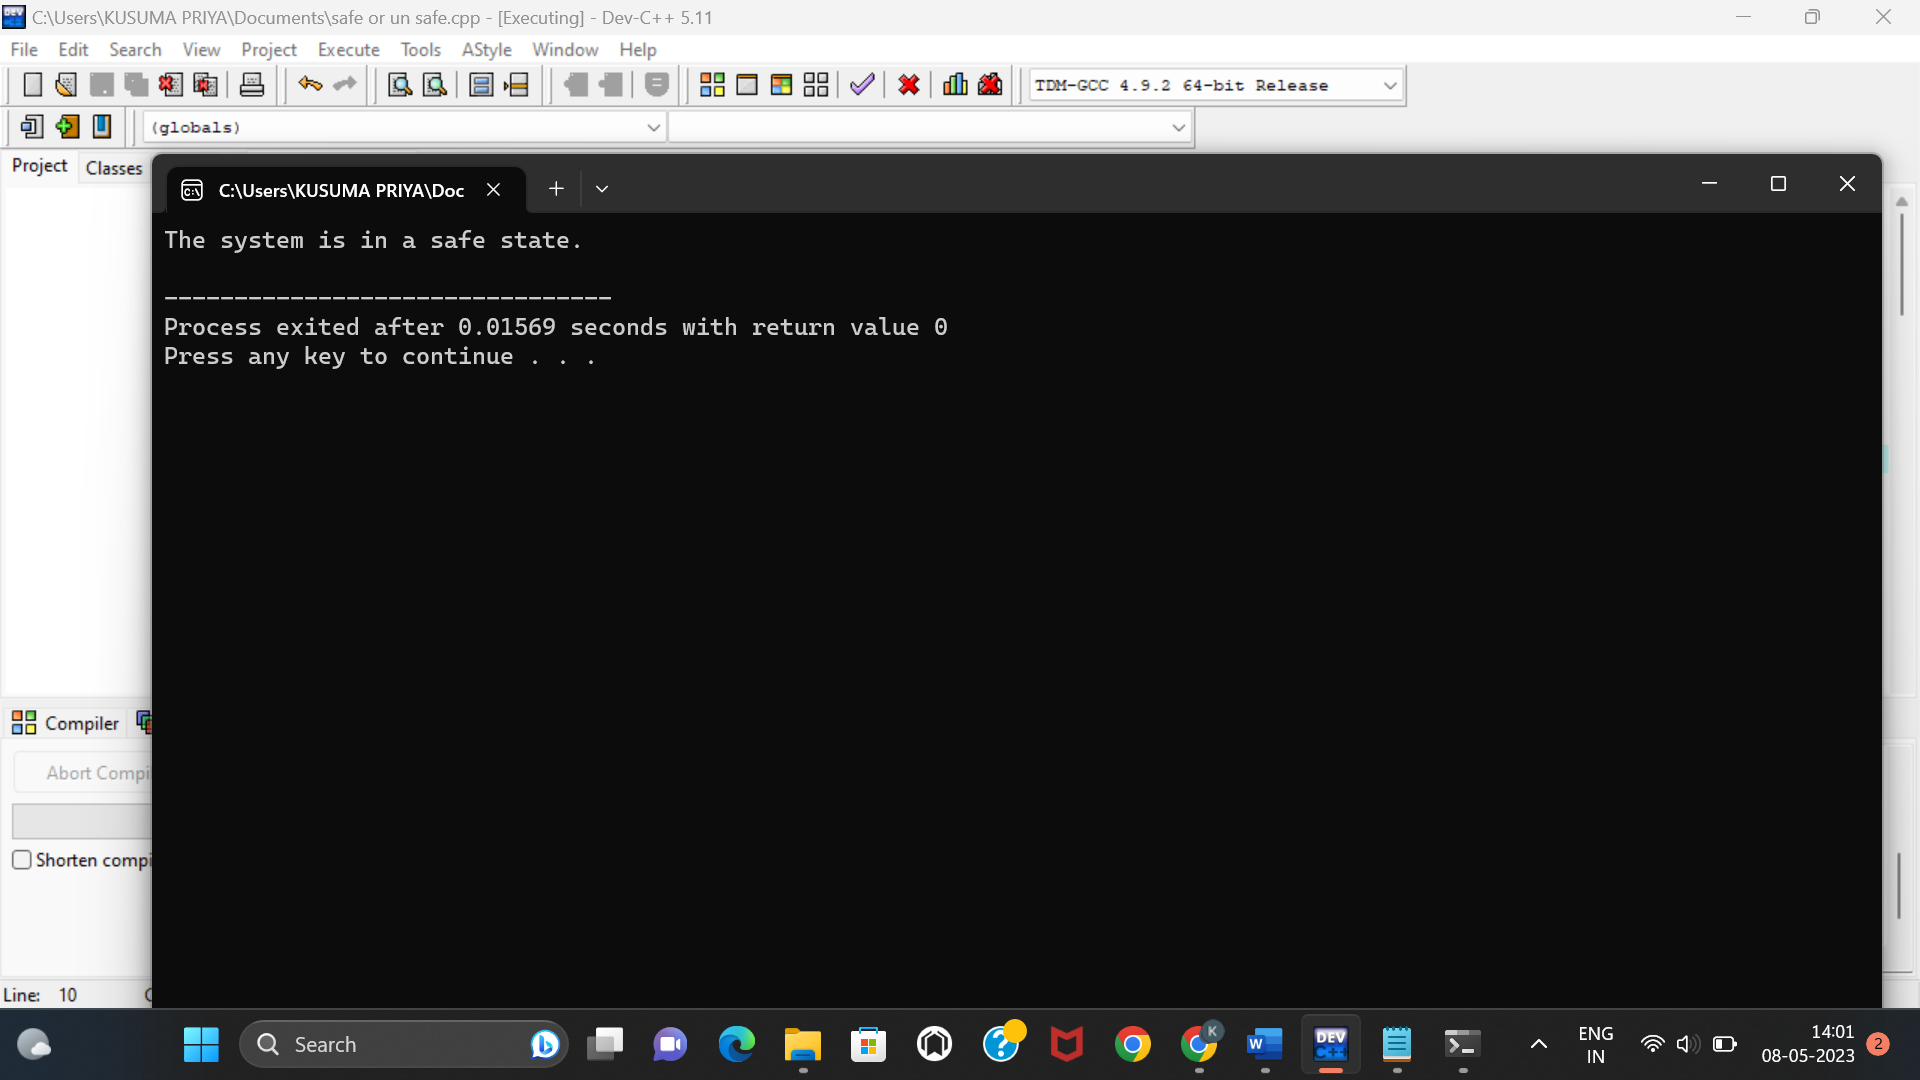 C:\Users\KUSUMA PRIYA\Documents\safe or un safe.cpp - [Executing] - Dev-C++ 5.11
File Edit Search View Project Execute Tools AStyle Window Help
TDM-GCC 4.9.2 64-bit Release
(globals)
Project Classes
C:\Users\KUSUMA PRIYA\Doc
The system is in a safe state.
--------------------------------
Process exited after 0.01569 seconds with return value 0
Press any key to continue . . .
Compiler
Abort Compi
Shorten compi
Line: 10
Search
DEV C++
K
W
ENG
IN
14:01
08-05-2023
2